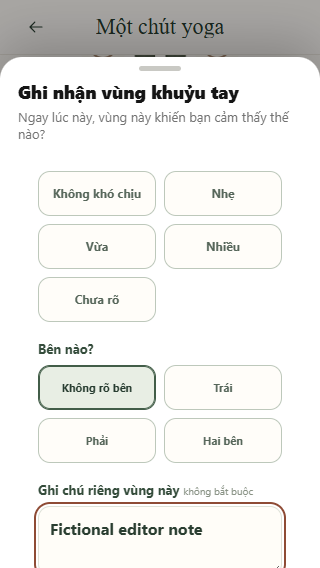 Một chút yoga
Ghi nhận vùng khuỷu tay
Ngay lúc này, vùng này khiến bạn cảm thấy thế
nào?
Không khó chịu
Nhẹ
Vừa
Nhiều
Chưa rõ
Bên nào?
Không rõ bên
Trái
Phải
Hai bên
Ghi chú riêng vùng này không bắt buộc
Fictional editor note